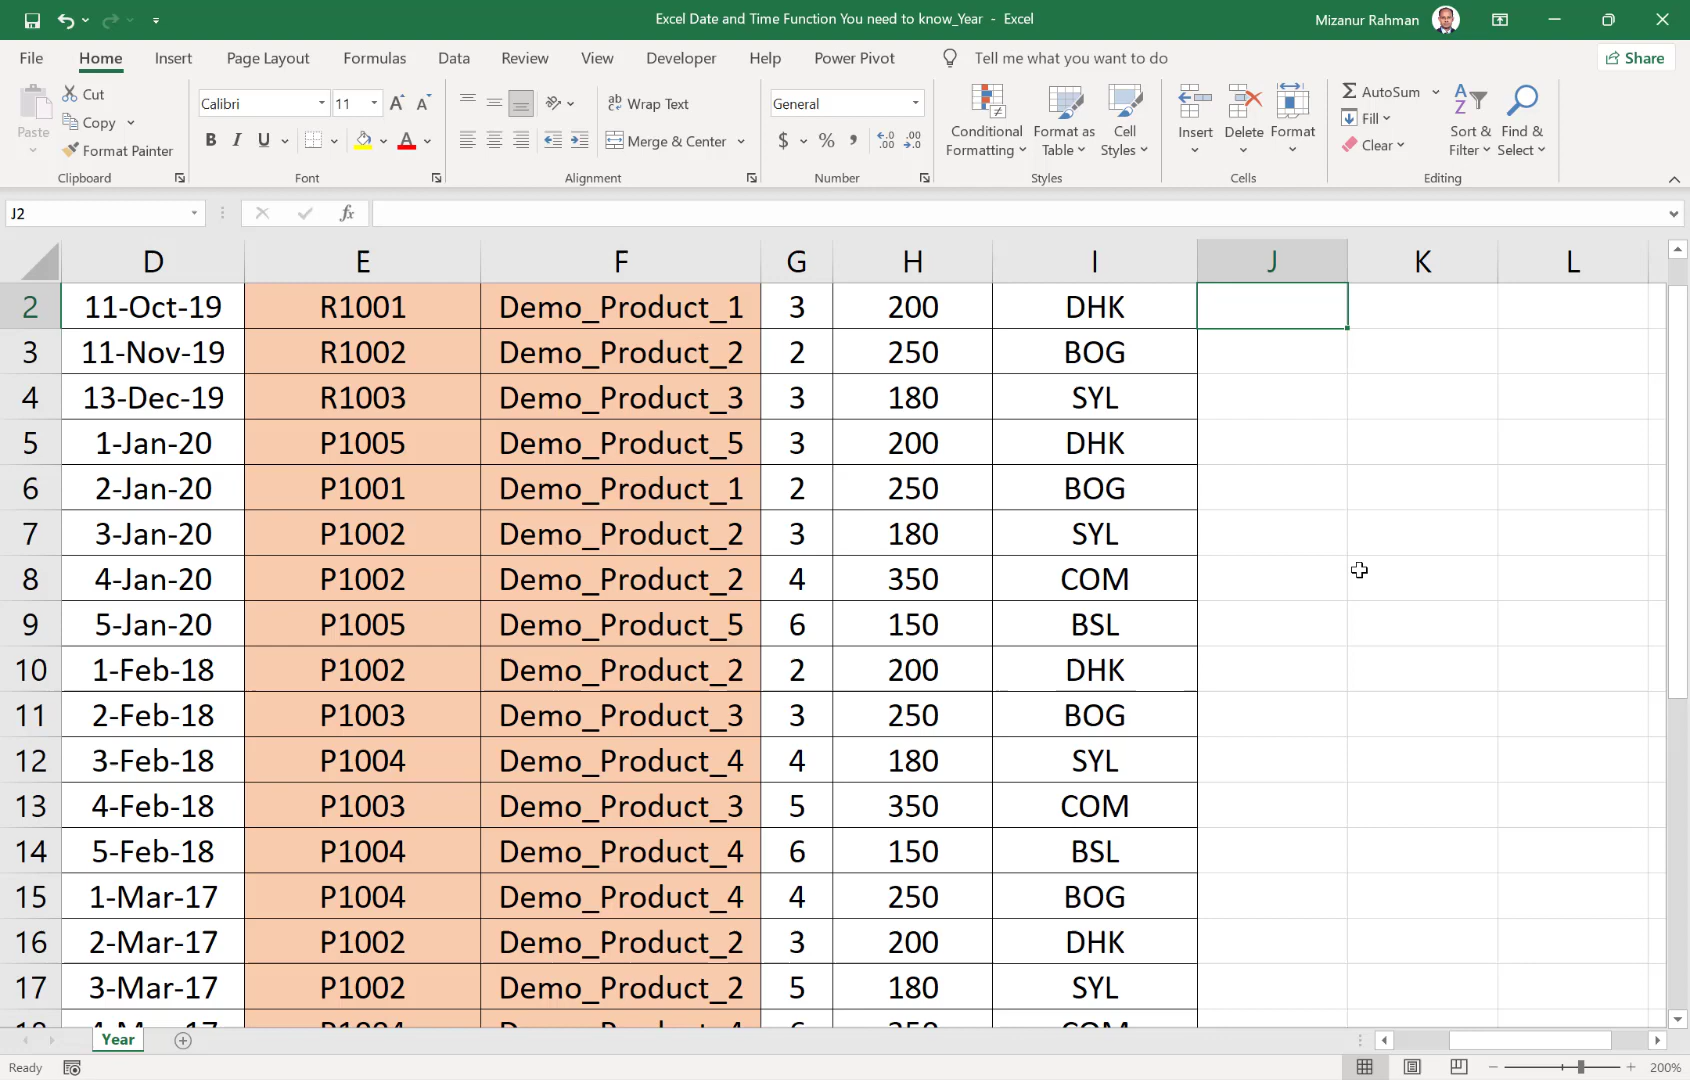 Excel Date and Time Function You need to know_Year - Excel
Mizanur Rahman
File Home Insert Page Layout Formulas Data Review View Developer Help Power Pivot Tell me what you want to do Share
Paste
Cut
Copy
Format Painter
Clipboard
Calibri 11
B I U
Font
Wrap Text
Merge & Center
Alignment
General
$ % ,
Number
Conditional
Formatting
Format as
Table
Cell
Styles
Styles
Insert Delete Format
Cells
AutoSum
Fill
Clear
Sort &
Filter
Find &
Select
Editing
J2 fx
D E F G H I J K L
2 11-Oct-19 R1001 Demo_Product_1 3 200 DHK
3 11-Nov-19 R1002 Demo_Product_2 2 250 BOG
4 13-Dec-19 R1003 Demo_Product_3 3 180 SYL
5 1-Jan-20 P1005 Demo_Product_5 3 200 DHK
6 2-Jan-20 P1001 Demo_Product_1 2 250 BOG
7 3-Jan-20 P1002 Demo_Product_2 3 180 SYL
8 4-Jan-20 P1002 Demo_Product_2 4 350 COM
9 5-Jan-20 P1005 Demo_Product_5 6 150 BSL
10 1-Feb-18 P1002 Demo_Product_2 2 200 DHK
11 2-Feb-18 P1003 Demo_Product_3 3 250 BOG
12 3-Feb-18 P1004 Demo_Product_4 4 180 SYL
13 4-Feb-18 P1003 Demo_Product_3 5 350 COM
14 5-Feb-18 P1004 Demo_Product_4 6 150 BSL
15 1-Mar-17 P1004 Demo_Product_4 4 250 BOG
16 2-Mar-17 P1002 Demo_Product_2 3 200 DHK
17 3-Mar-17 P1002 Demo_Product_2 5 180 SYL
Year
Ready
200%